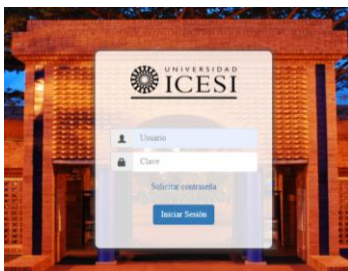 UNIVERSIDAD
ICESI
Usuario
Clave
Solicitar contraseña
Iniciar Sesión